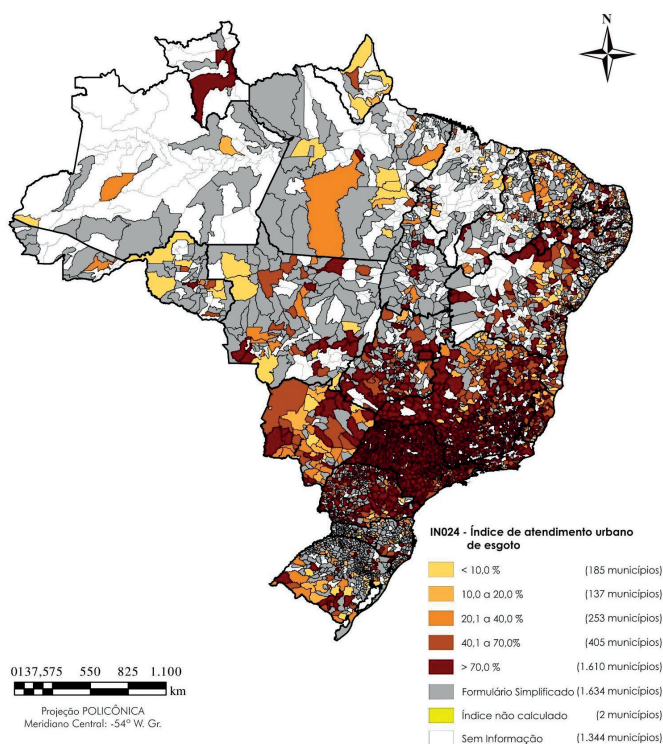 N
IN024 - Índice de atendimento urbano
de esgoto
< 10,0 % (185 municípios)
10,0 a 20,0 % (137 municípios)
20,1 a 40,0 % (253 municípios)
40,1 a 70,0% (405 municípios)
> 70,0 % (1.610 municípios)
Formulário Simplificado (1.634 municípios)
Índice não calculado (2 municípios)
Sem Informação (1.344 municípios)
0137,575 550 825 1.100
km
Projeção POLICÔNICA
Meridiano Central: -54º W. Gr.